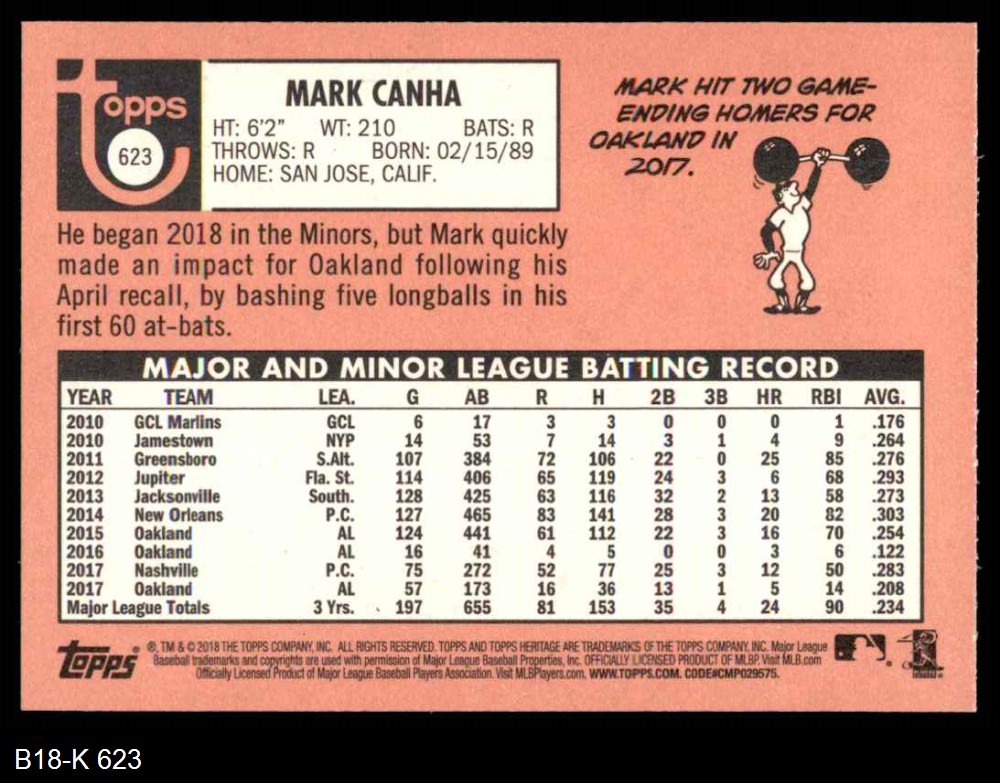 Topps
623
MARK CANHA
HT: 6'2" WT: 210 BATS: R
THROWS: R BORN: 02/15/89
HOME: SAN JOSE, CALIF.
MARK HIT TWO GAME-
ENDING HOMERS FOR
OAKLAND IN
2017.
He began 2018 in the Minors, but Mark quickly
made an impact for Oakland following his
April recall, by bashing five longballs in his
first 60 at-bats.
MAJOR AND MINOR LEAGUE BATTING RECORD
YEAR TEAM LEA. G AB R H 2B 3B HR RBI AVG.
2010 GCL Marlins GCL 6 17 3 3 0 0 0 1 .176
2010 Jamestown NYP 14 53 7 14 3 1 4 9 .264
2011 Greensboro S.Atl. 107 384 72 106 22 0 25 85 .276
2012 Jupiter Fla. St. 114 406 65 119 24 3 6 68 .293
2013 Jacksonville South. 128 425 63 116 32 2 13 58 .273
2014 New Orleans P.C. 127 465 83 141 28 3 20 82 .303
2015 Oakland AL 124 441 61 112 22 3 16 70 .254
2016 Oakland AL 16 41 4 5 0 0 3 6 .122
2017 Nashville P.C. 75 272 52 77 25 3 12 50 .283
2017 Oakland AL 57 173 16 36 13 1 5 14 .208
Major League Totals 3 Yrs. 197 655 81 153 35 4 24 90 .234
Topps ®, TM & © 2018 THE TOPPS COMPANY, INC. ALL RIGHTS RESERVED. TOPPS AND TOPPS HERITAGE ARE TRADEMARKS OF THE TOPPS COMPANY, INC. Major League
Baseball trademarks and copyrights are used with permission of Major League Baseball Properties, Inc. OFFICIALLY LICENSED PRODUCT OF MLBP. Visit MLB.com
Officially Licensed Product of Major League Baseball Players Association. Visit MLBPlayers.com. WWW.TOPPS.COM. CODE#CMP029575.
B18-K 623